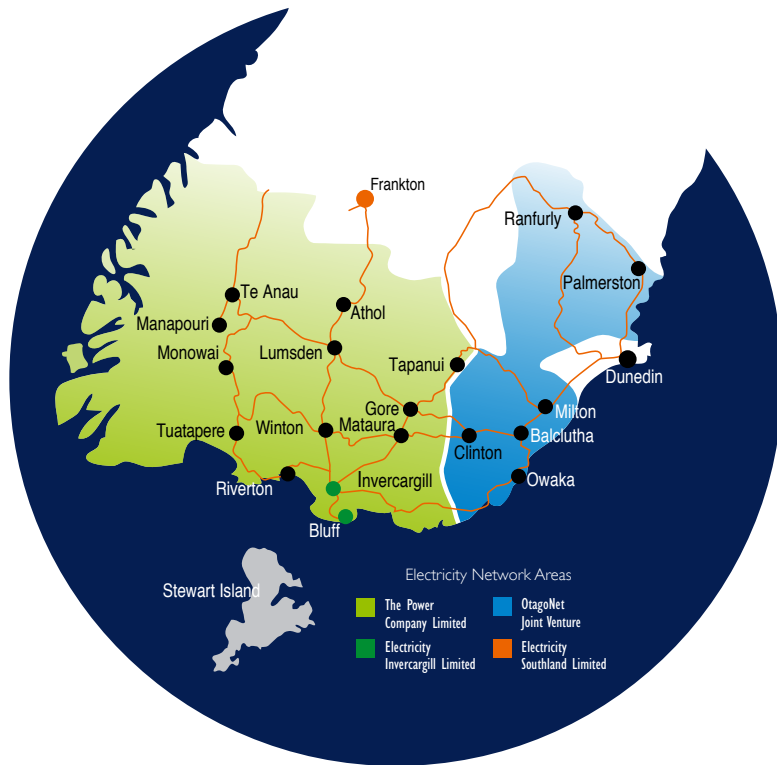 Frankton
Ranfurly
Palmerston
Te Anau
Athol
Manapouri
Monowai
Lumsden
Tapanui
Dunedin
Gore
Milton
Tuatapere
Winton
Mataura
Clinton
Balclutha
Riverton
Invercargill
Owaka
Bluff
Stewart Island
Electricity Network Areas
The Power
Company Limited
OtagoNet
Joint Venture
Electricity
Invercargill Limited
Electricity
Southland Limited